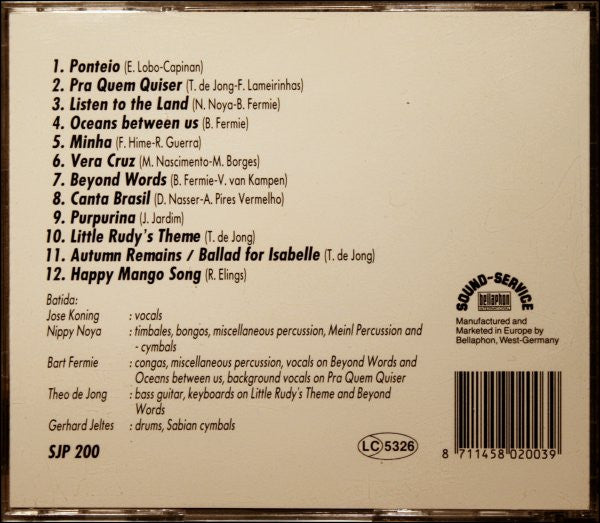 1. Ponteio (E. Lobo-Capinan)
2. Pra Quem Quiser (T. de Jong-F. Lameirinhas)
3. Listen to the Land (N. Noya-B. Fermie)
4. Oceans between us (B. Fermie)
5. Minha (F. Hime-R. Guerra)
6. Vera Cruz (M. Nascimento-M. Borges)
7. Beyond Words (B. Fermie-V. van Kampen)
8. Canta Brasil (D. Nasser-A. Pires Vermelho)
9. Purpurina (J. Jardim)
10. Little Rudy's Theme (T. de Jong)
11. Autumn Remains / Ballad for Isabelle (T. de Jong)
12. Happy Mango Song (R. Elings)
Batida:
Jose Koning : vocals
Nippy Noya : timbales, bongos, miscellaneous percussion, Meinl Percussion and
- cymbals
Bart Fermie : congas, miscellaneous percussion, vocals on Beyond Words and
Oceans between us, background vocals on Pra Quem Quiser
Theo de Jong : bass guitar, keyboards on Little Rudy's Theme and Beyond
Words
Gerhard Jeltes : drums, Sabian cymbals
SJP 200
SOUND-SERVICE
bellaphon
INTERNATIONAL
Manufactured and
Marketed in Europe by
Bellaphon, West-Germany
LC 5326
8 711458 020039